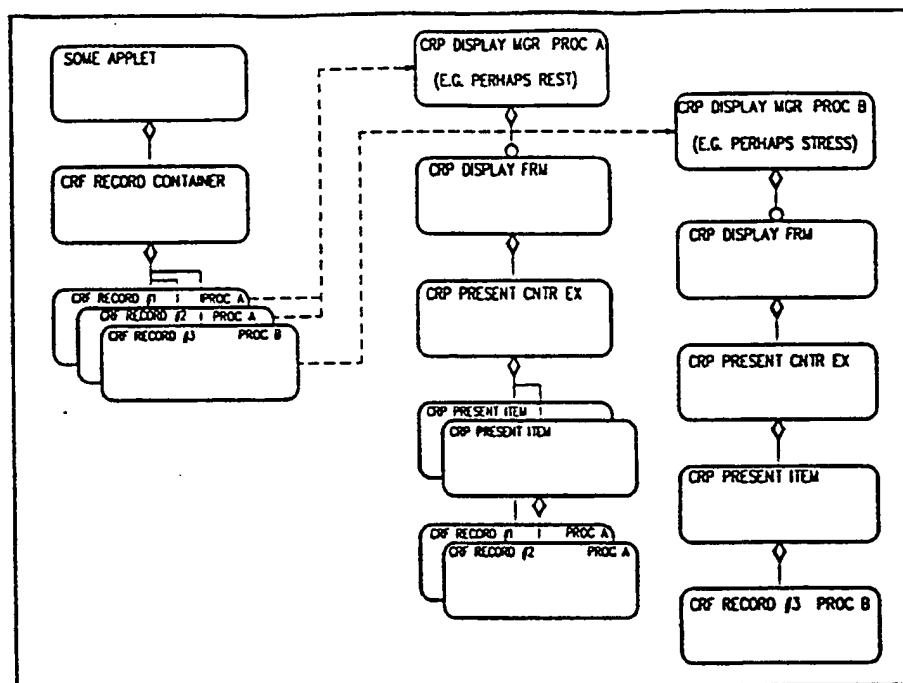 SOME APPLET
CRF RECORD CONTAINER
CRF RECORD #1 PROC A
CRF RECORD #2 PROC A
CRF RECORD #3 PROC B
CRP DISPLAY MGR PROC A
(E.G. PERHAPS REST)
CRP DISPLAY FRM
CRP PRESENT CNTR EX
CRP PRESENT ITEM
CRP PRESENT ITEM
CRF RECORD #1 PROC A
CRF RECORD #2 PROC A
CRP DISPLAY MGR PROC B
(E.G. PERHAPS STRESS)
CRP DISPLAY FRM
CRP PRESENT CNTR EX
CRP PRESENT ITEM
CRF RECORD #3 PROC B